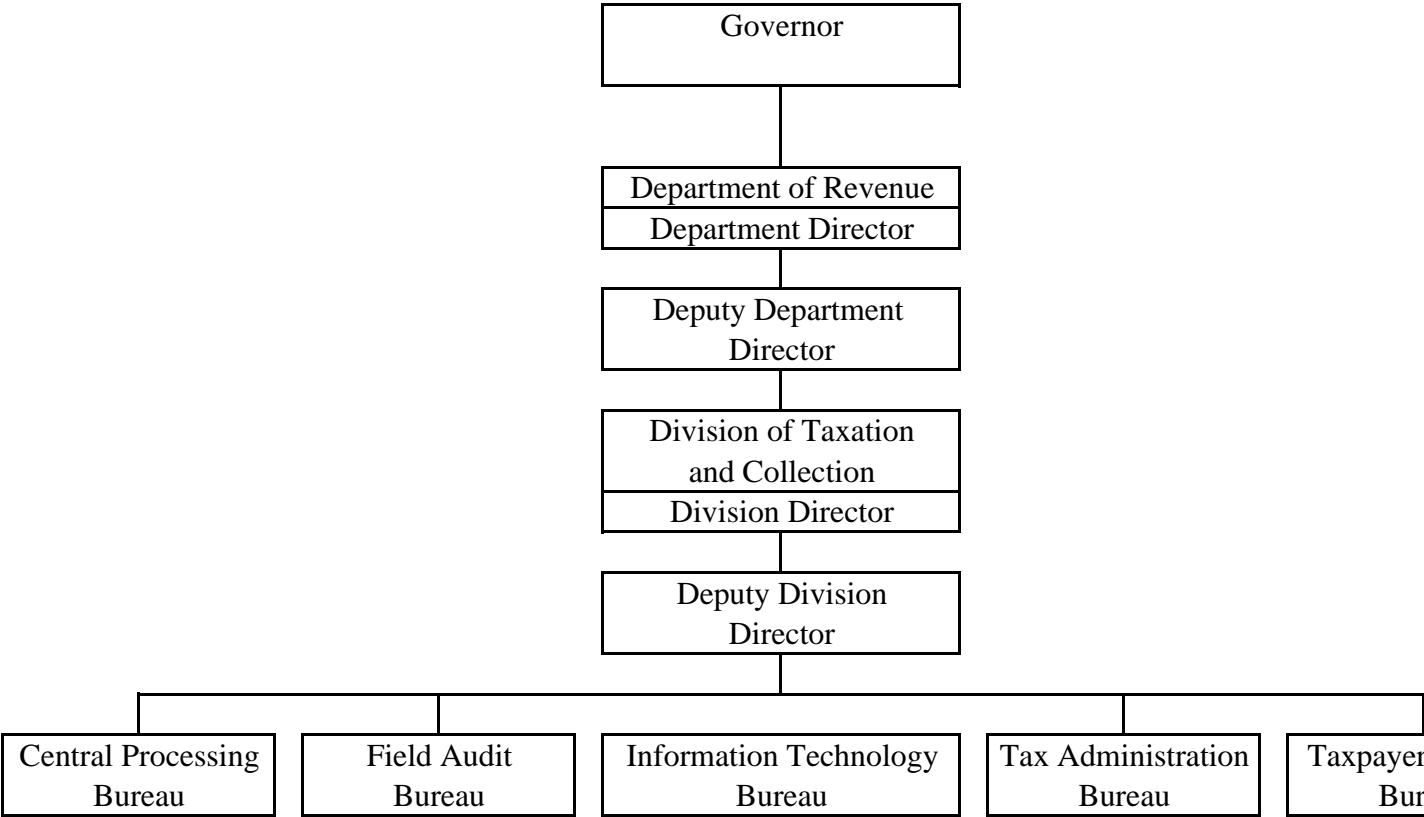 Governor
Department of Revenue
Department Director
Deputy Department
Director
Division of Taxation
and Collection
Division Director
Deputy Division
Director
Central Processing
Bureau
Field Audit
Bureau
Information Technology
Bureau
Tax Administration
Bureau
Taxpayer